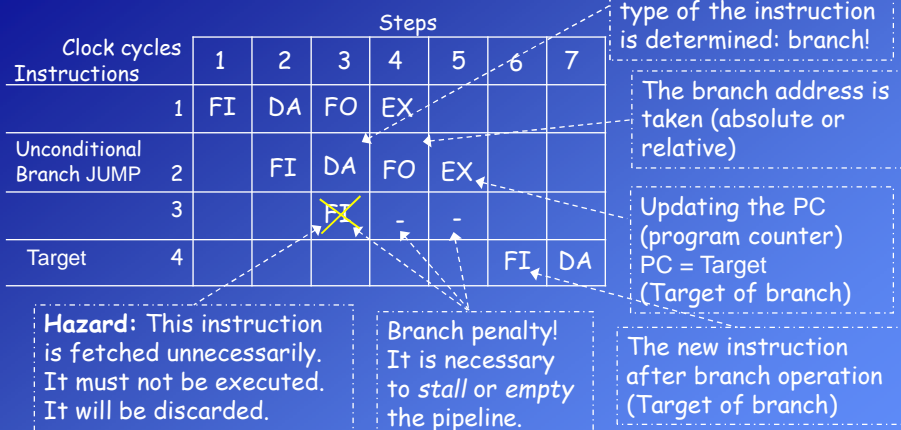 Steps
Clock cycles
Instructions
1 2 3 4 5 6 7
1 FI DA FO EX
Unconditional
Branch JUMP 2 FI DA FO EX
3 FI - -
Target 4 FI DA
type of the instruction
is determined: branch!
The branch address is
taken (absolute or
relative)
Updating the PC
(program counter)
PC = Target
(Target of branch)
The new instruction
after branch operation
(Target of branch)
Hazard: This instruction
is fetched unnecessarily.
It must not be executed.
It will be discarded.
Branch penalty!
It is necessary
to stall or empty
the pipeline.